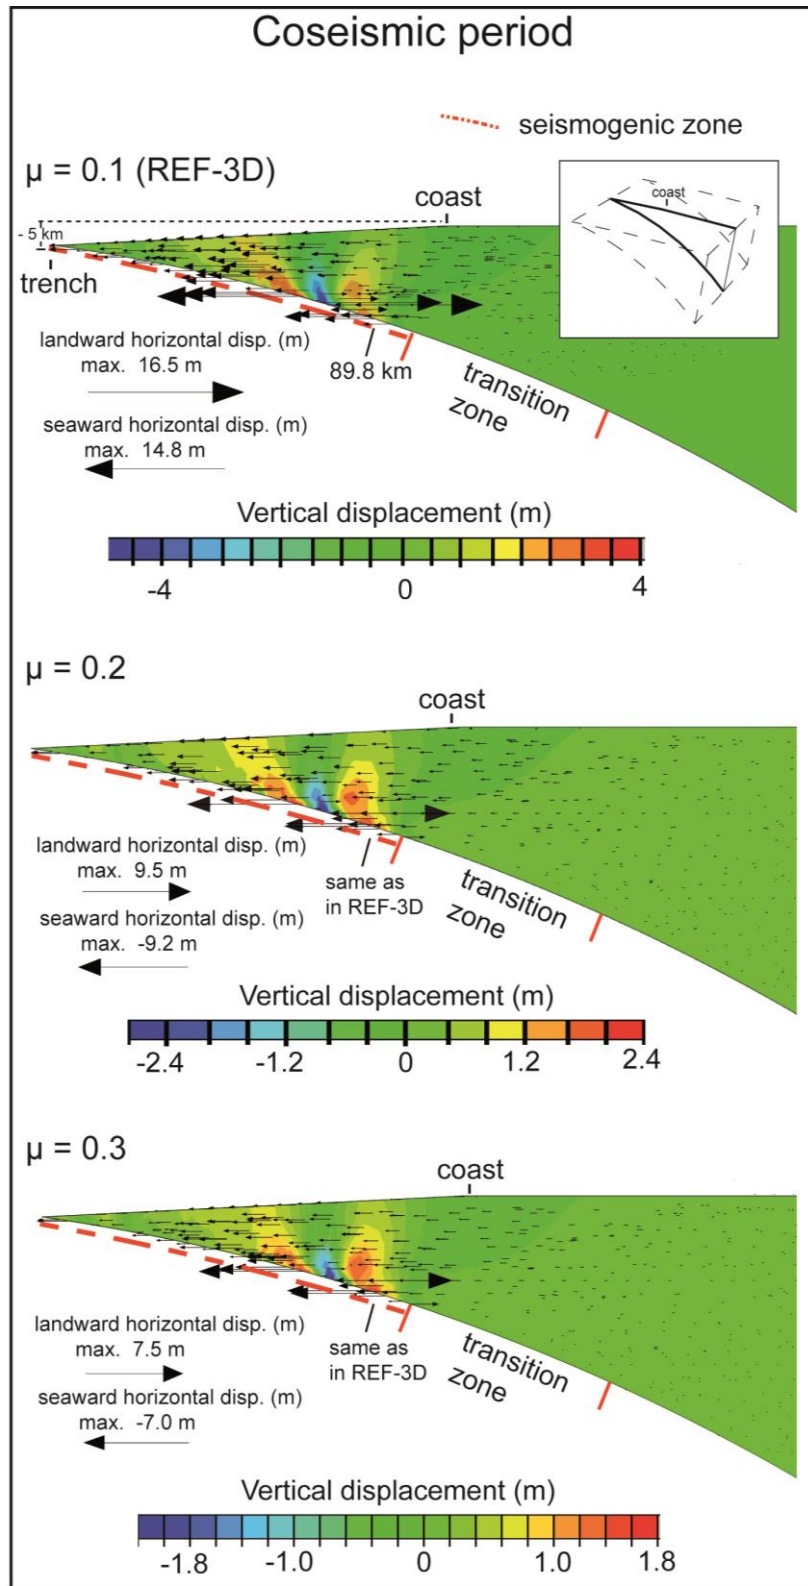 Coseismic period
seismogenic zone
μ = 0.1 (REF-3D)
coast
coast
- 5 km
trench
landward horizontal disp. (m)
max. 16.5 m
89.8 km
transition
zone
seaward horizontal disp. (m)
max. 14.8 m
Vertical displacement (m)
-4 0 4
μ = 0.2
coast
landward horizontal disp. (m)
max. 9.5 m
same as
in REF-3D
transition
zone
seaward horizontal disp. (m)
max. -9.2 m
Vertical displacement (m)
-2.4 -1.2 0 1.2 2.4
μ = 0.3
coast
landward horizontal disp. (m)
max. 7.5 m
same as
in REF-3D
transition
zone
seaward horizontal disp. (m)
max. -7.0 m
Vertical displacement (m)
-1.8 -1.0 0 1.0 1.8